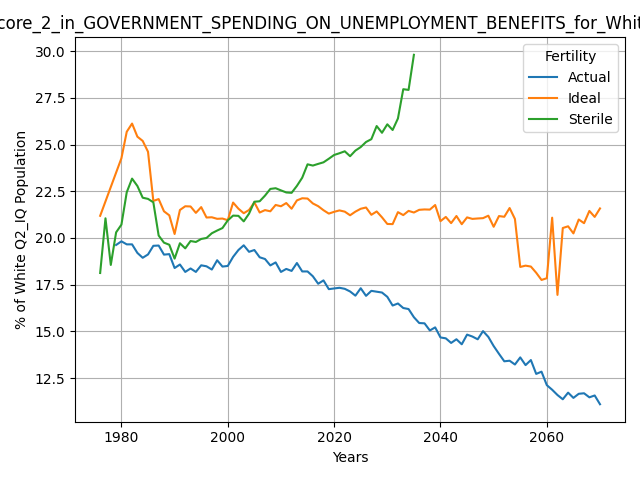 core_2_in_GOVERNMENT_SPENDING_ON_UNEMPLOYMENT_BENEFITS_for_Whit
Fertility
Actual
Ideal
Sterile
% of White Q2_IQ Population
30.0
27.5
25.0
22.5
20.0
17.5
15.0
12.5
1980 2000 2020 2040 2060
Years